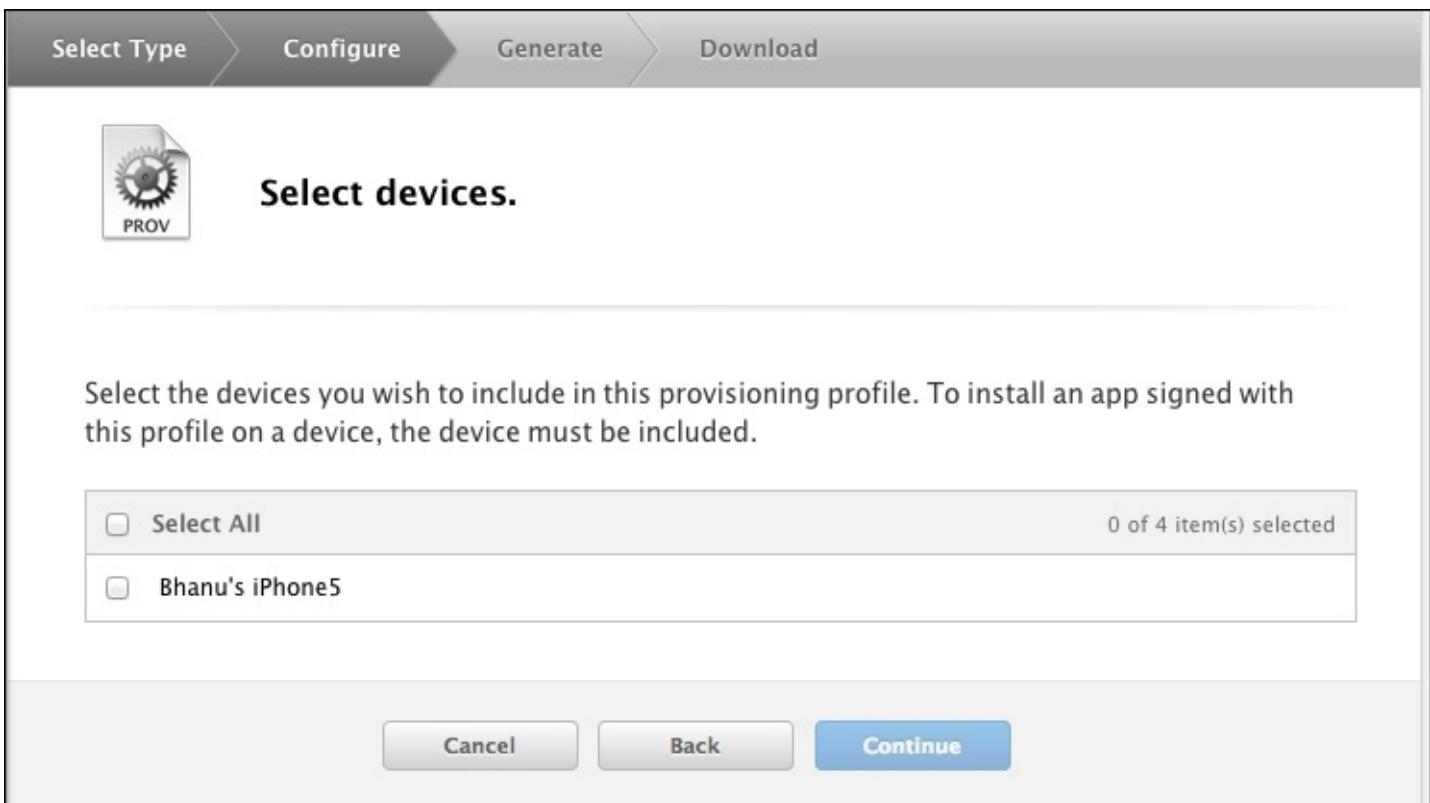 Select Type Configure Generate Download
PROV
Select devices.
Select the devices you wish to include in this provisioning profile. To install an app signed with
this profile on a device, the device must be included.
Select All 0 of 4 item(s) selected
Bhanu's iPhone5
Cancel Back Continue